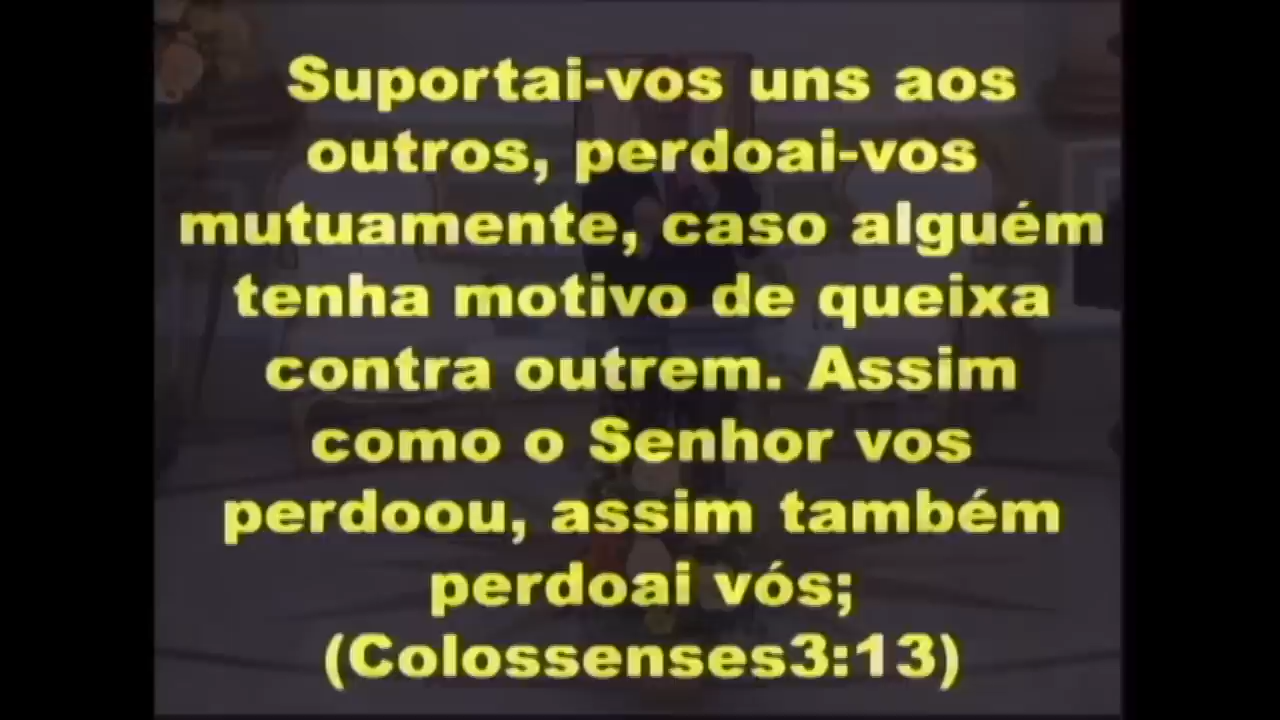 Suportai-vos uns aos
outros, perdoai-vos
mutuamente, caso alguém
tenha motivo de queixa
contra outrem. Assim
como o Senhor vos
perdoou, assim também
perdoai vós;
(Colossenses3:13)